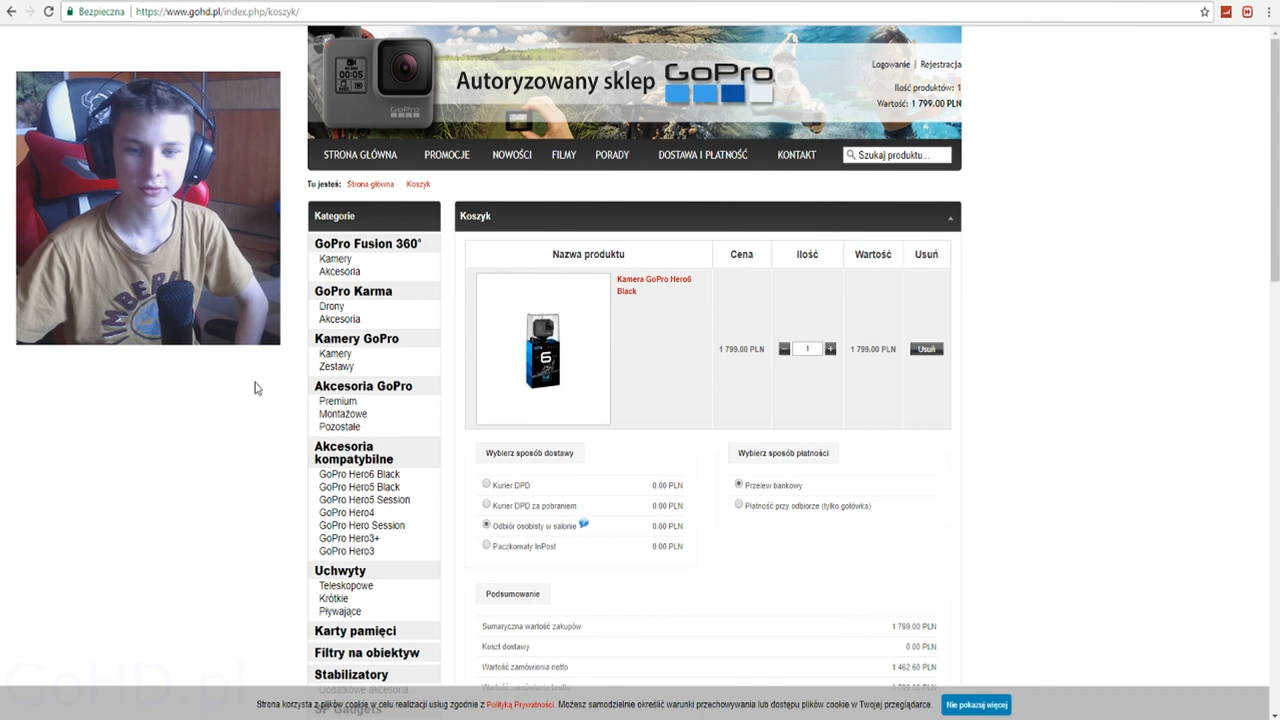 Bezpieczna | https://www.gohd.pl/index.php/koszyk/
Autoryzowany sklep GoPro
Logowanie | Rejestracja
Ilość produktów: 1
Wartość: 1 799.00 PLN
STRONA GŁÓWNA PROMOCJE NOWOŚCI FILMY PORADY DOSTAWA I PŁATNOŚĆ KONTAKT Szukaj produktu...
Tu jesteś: Strona główna Koszyk
Kategorie
GoPro Fusion 360°
Kamery
Akcesoria
GoPro Karma
Drony
Akcesoria
Kamery GoPro
Kamery
Zestawy
Akcesoria GoPro
Premium
Montażowe
Pozostałe
Akcesoria
kompatybilne
GoPro Hero6 Black
GoPro Hero5 Black
GoPro Hero5 Session
GoPro Hero4
GoPro Hero Session
GoPro Hero3+
GoPro Hero3
Uchwyty
Teleskopowe
Krótkie
Pływające
Karty pamięci
Filtry na obiektyw
Stabilizatory
Dodatkowe akcesoria
SP Gadgets
Koszyk
Nazwa produktu Cena Ilość Wartość Usuń
Kamera GoPro Hero6
Black
6
1 799.00 PLN - 1 + 1 799.00 PLN Usuń
Wybierz sposób dostawy
Kurier DPD 0.00 PLN
Kurier DPD za pobraniem 0.00 PLN
Odbiór osobisty w salonie 0.00 PLN
Paczkomaty InPost 0.00 PLN
Wybierz sposób płatności
Przelew bankowy
Płatność przy odbiorze (tylko gotówka)
Podsumowanie
Sumaryczna wartość zakupów 1 799.00 PLN
Koszt dostawy 0.00 PLN
Wartość zamówienia netto 1 462.60 PLN
GoHD.pl
Strona korzysta z plików cookie w celu realizacji usług zgodnie z Polityką Prywatności. Możesz samodzielnie określić warunki przechowywania lub dostępu plików cookie w Twojej przeglądarce. Nie pokazuj więcej